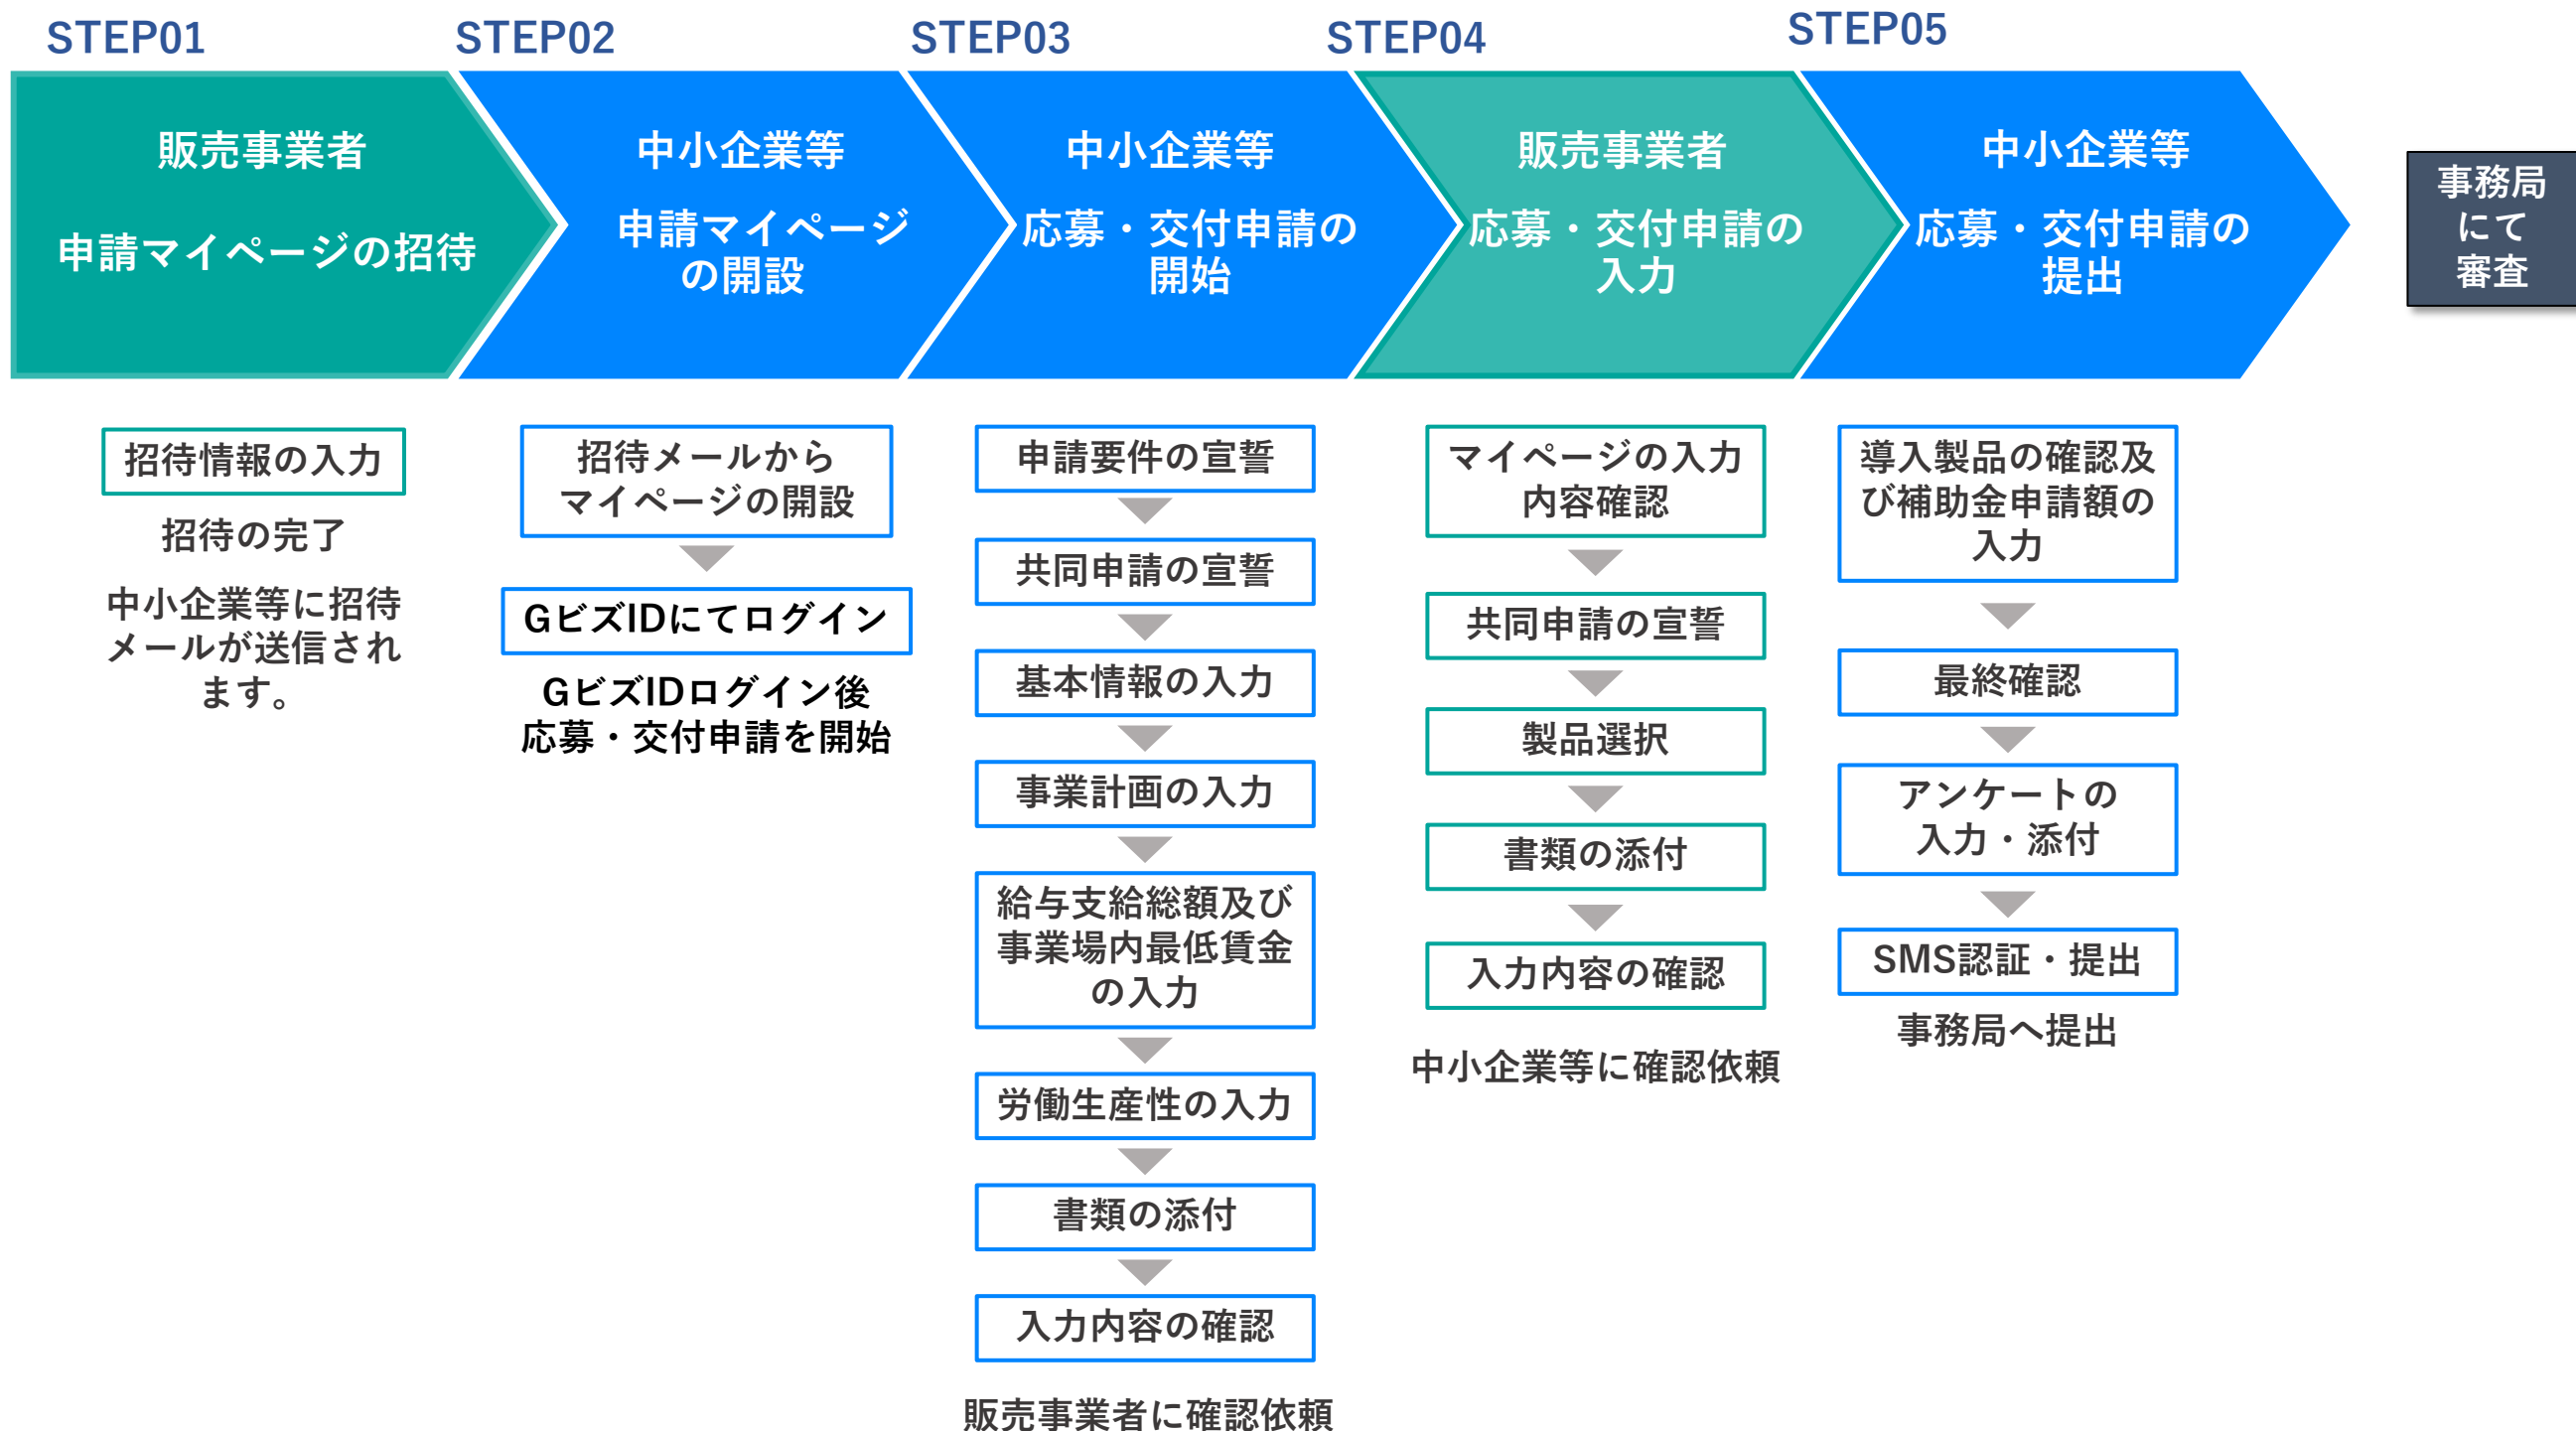 STEP01
販売事業者
申請マイページの招待
招待情報の入力
招待の完了
中小企業等に招待
メールが送信され
ます。
STEP02
中小企業等
申請マイページ
の開設
招待メールから
マイページの開設
GビズIDにてログイン
GビズIDログイン後
応募・交付申請を開始
STEP03
中小企業等
応募・交付申請の
開始
申請要件の宣誓
共同申請の宣誓
基本情報の入力
事業計画の入力
給与支給総額及び
事業場内最低賃金
の入力
労働生産性の入力
書類の添付
入力内容の確認
販売事業者に確認依頼
STEP04
販売事業者
応募・交付申請の
入力
マイページの入力
内容確認
共同申請の宣誓
製品選択
書類の添付
入力内容の確認
中小企業等に確認依頼
STEP05
中小企業等
応募・交付申請の
提出
導入製品の確認及
び補助金申請額の
入力
最終確認
アンケートの
入力・添付
SMS認証・提出
事務局へ提出
事務局
にて
審査